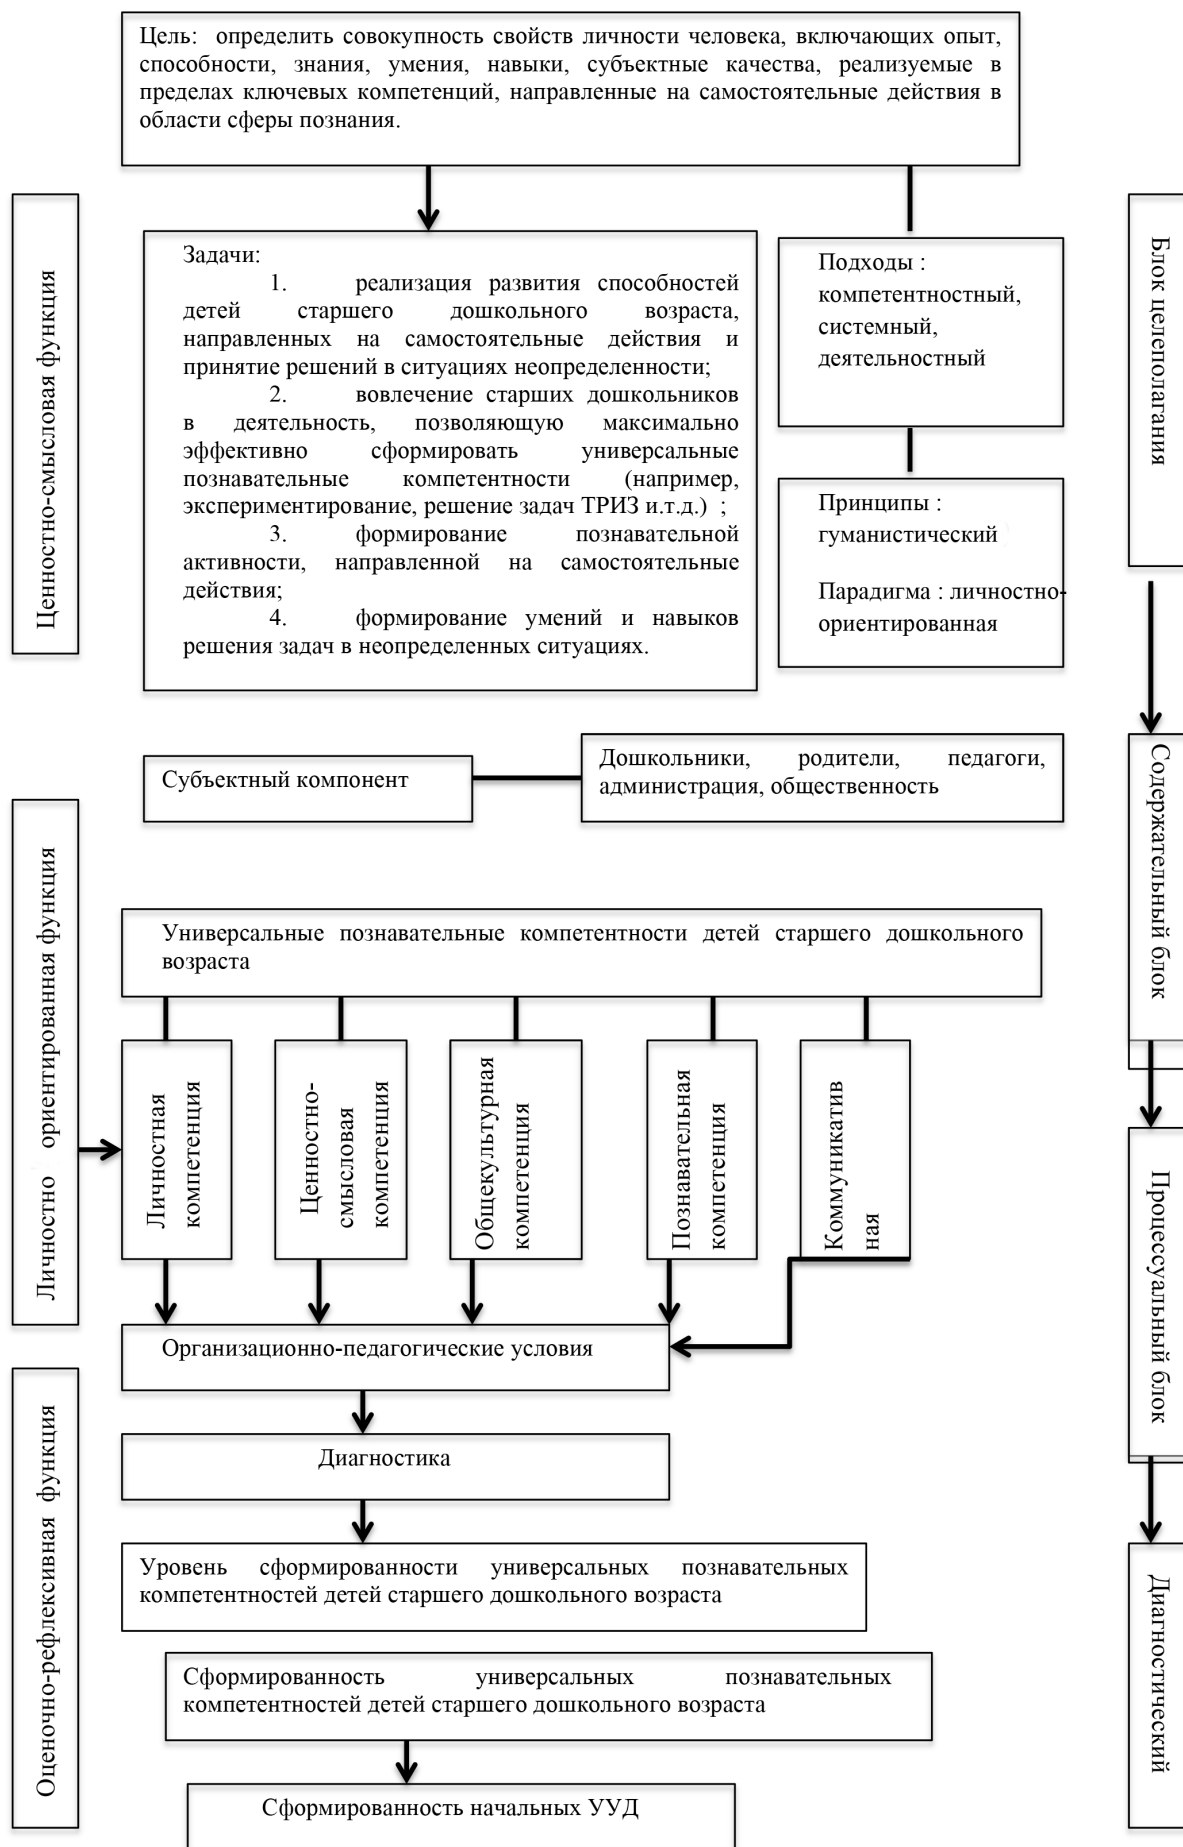 Цель: определить совокупность свойств личности человека, включающих опыт,
способности, знания, умения, навыки, субъектные качества, реализуемые в
пределах ключевых компетенций, направленные на самостоятельные действия в
области сферы познания.
Ценностно-смысловая функция
Задачи:
1. реализация развития способностей
детей старшего дошкольного возраста,
направленных на самостоятельные действия и
принятие решений в ситуациях неопределенности;
2. вовлечение старших дошкольников
в деятельность, позволяющую максимально
эффективно сформировать универсальные
познавательные компетентности (например,
экспериментирование, решение задач ТРИЗ и.т.д.) ;
3. формирование познавательной
активности, направленной на самостоятельные
действия;
4. формирование умений и навыков
решения задач в неопределенных ситуациях.
Подходы :
компетентностный,
системный,
деятельностный
Принципы :
гуманистический
Парадигма : личностно-
ориентированная
Блок целеполагания
Субъектный компонент
Дошкольники, родители, педагоги,
администрация, общественность
Содержательный блок
Личностно ориентированная функция
Универсальные познавательные компетентности детей старшего дошкольного
возраста
Личностная
компетенция
Ценностно-
смысловая
компетенция
Общекультурная
компетенция
Познавательная
компетенция
Коммуникатив
ная
Процессуальный блок
Организационно-педагогические условия
Оценочно-рефлексивная функция
Диагностика
Уровень сформированности универсальных познавательных
компетентностей детей старшего дошкольного возраста
Сформированность универсальных познавательных
компетентностей детей старшего дошкольного возраста
Сформированность начальных УУД
Диагностический